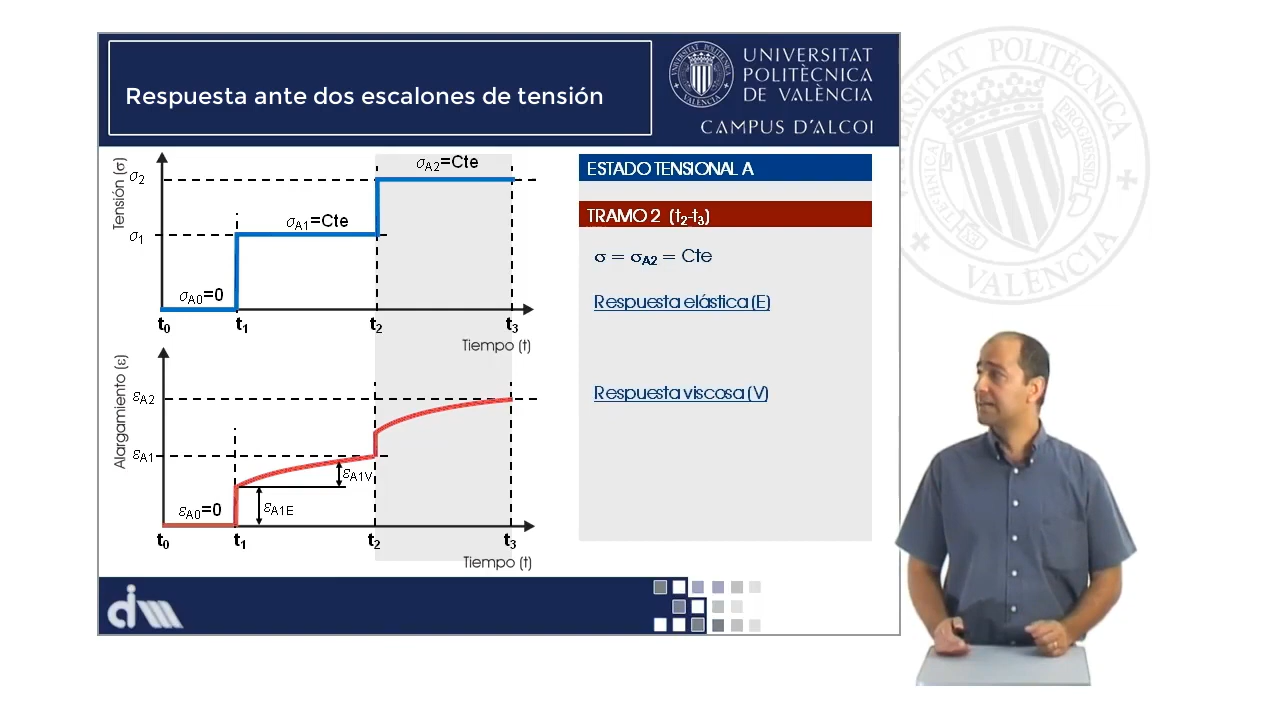 Respuesta ante dos escalones de tensión
UNIVERSITAT
POLITÈCNICA
DE VALÈNCIA
CAMPUS D'ALCOI
Tensión (σ)
σ2
σA2=Cte
σA1=Cte
σ1
σA0=0
t0 t1 t2 t3
Tiempo (t)
Alargamiento (ε)
εA2
εA1
εA1V
εA0=0
εA1E
t0 t1 t2 t3
Tiempo (t)
ESTADO TENSIONAL A
TRAMO 2 (t2-t3)
σ = σA2 = Cte
Respuesta elástica (E)
Respuesta viscosa (V)